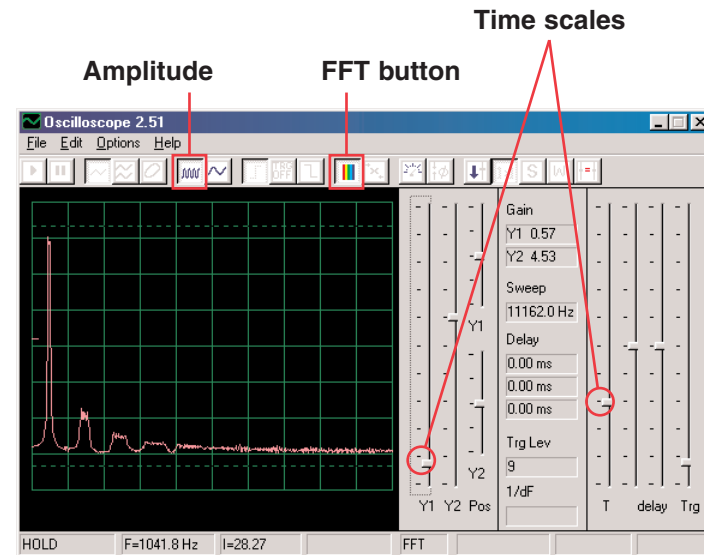 Time scales
Amplitude
FFT button
Oscilloscope 2.51
File Edit Options Help
TRG
OFF
Gain
Y1 0.57
Y2 4.53
Sweep
11162.0 Hz
Y1
Delay
0.00 ms
0.00 ms
0.00 ms
Trg Lev
9
Y2
1/dF
Y1 Y2 Pos
T delay Trg
HOLD F=1041.8 Hz I=28.27 FFT